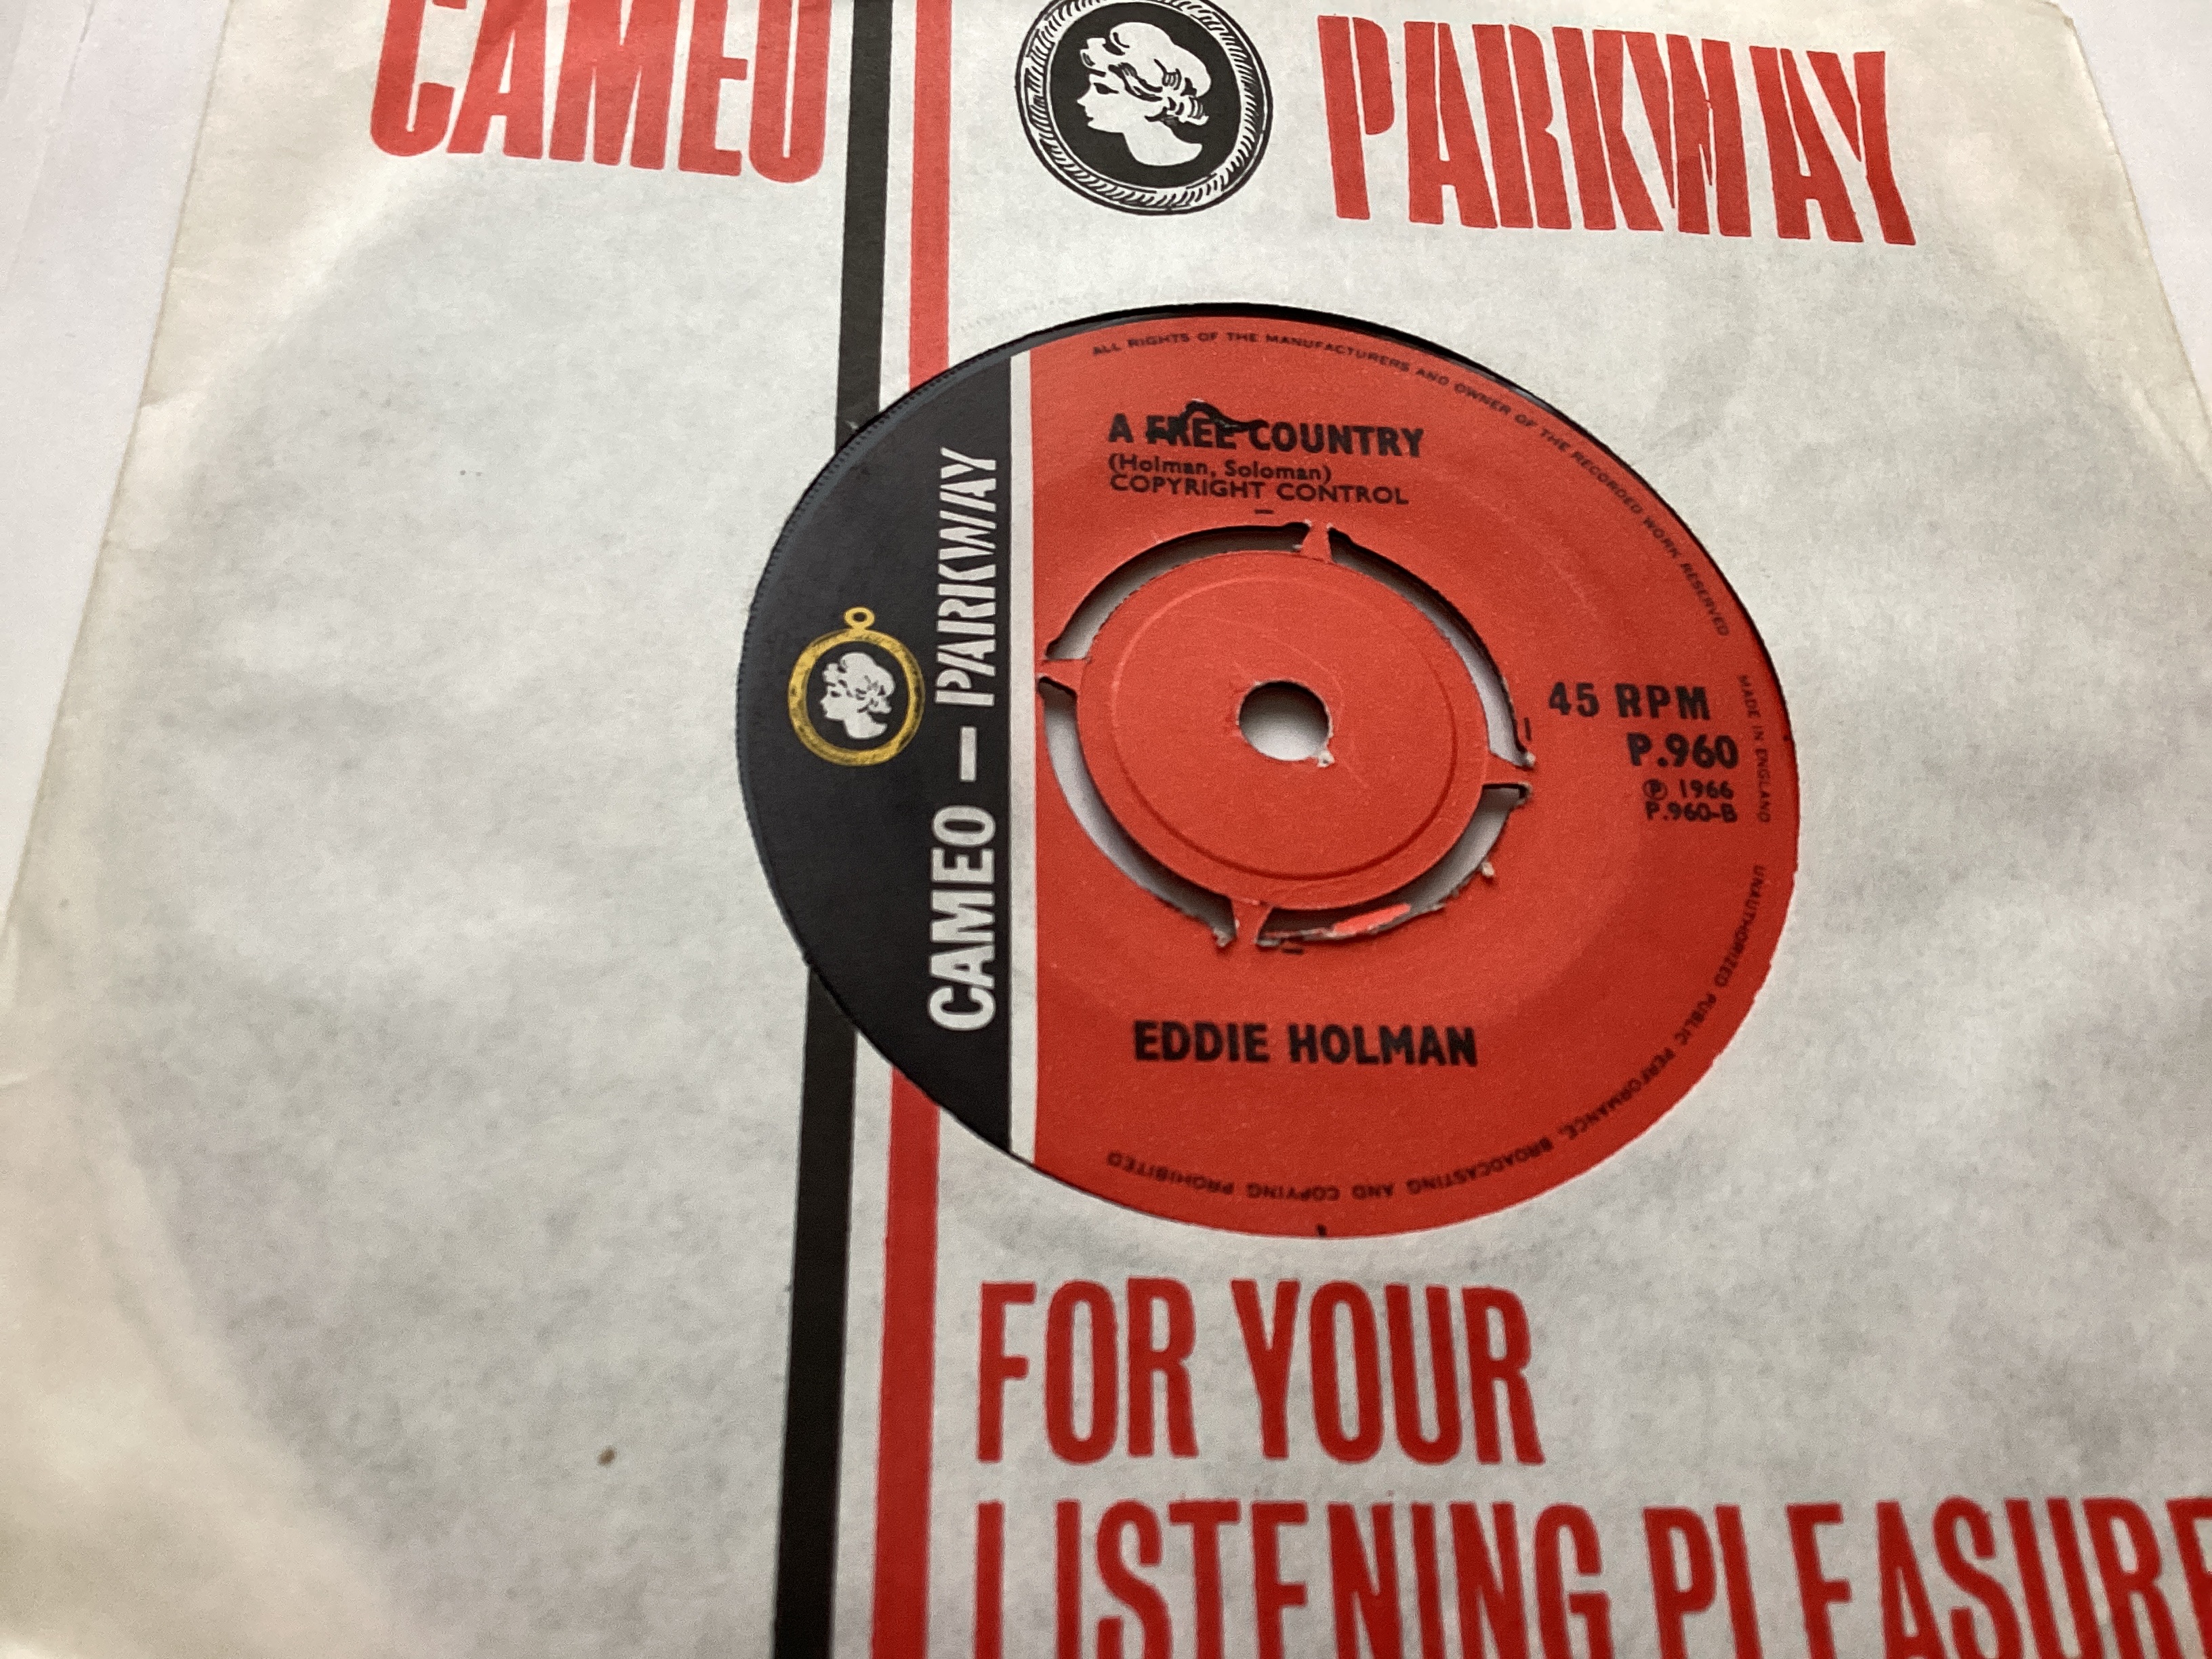 CAMEO PARKWAY
ALL RIGHTS OF THE MANUFACTURERS AND OWNER OF THE RECORDED WORK RESERVED
MADE IN ENGLAND
UNAUTHORIZED PUBLIC PERFORMANCE, BROADCASTING AND COPYING PROHIBITED
CAMEO – PARKWAY
A FREE COUNTRY
(Holman, Soloman)
COPYRIGHT CONTROL
45 RPM
P.960
℗ 1966
P.960-B
EDDIE HOLMAN
FOR YOUR
LISTENING PLEASURE